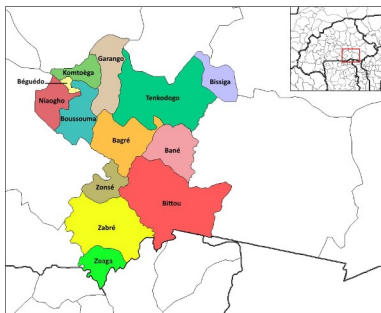 Garango
Komtoèga
Béguédo
Bissiga
Tenkodogo
Niaogho
Boussouma
Bagré
Bané
Zonsé
Bittou
Zabré
Zoaga